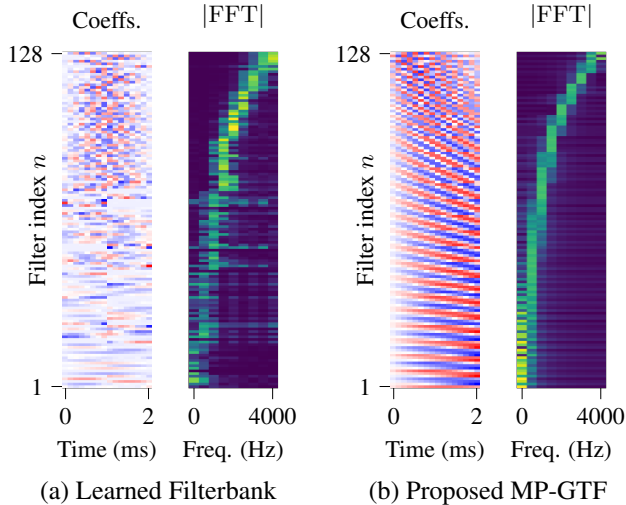 Coeffs. |FFT| Coeffs. |FFT|
128 128
Filter index n Filter index n
1 1
0 2 0 4000 0 2 0 4000
Time (ms) Freq. (Hz) Time (ms) Freq. (Hz)
(a) Learned Filterbank (b) Proposed MP-GTF